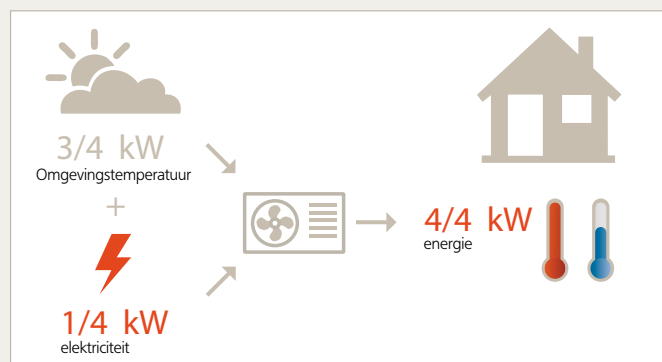 3/4 kW
Omgevingstemperatuur
+
1/4 kW
elektriciteit
4/4 kW
energie